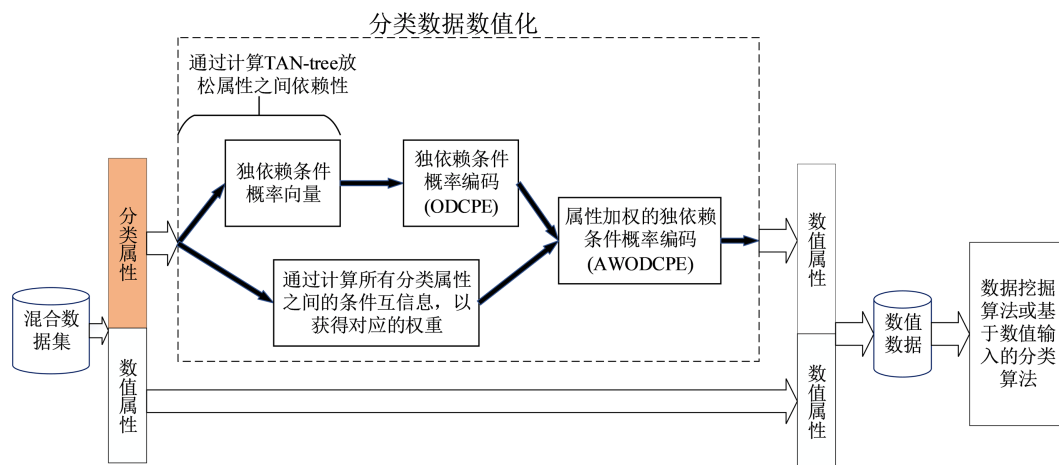 分类数据数值化
通过计算TAN-tree放
松属性之间依赖性
独依赖条件
概率向量
独依赖条件
概率编码
(ODCPE)
属性加权的独依赖
条件概率编码
(AWODCPE)
通过计算所有分类属性
之间的条件互信息，以
获得对应的权重
混合数
据集
分类属性
数值属性
数值属性
数值属性
数值
数据
数据挖掘
算法或基
于数值输
入的分类
算法